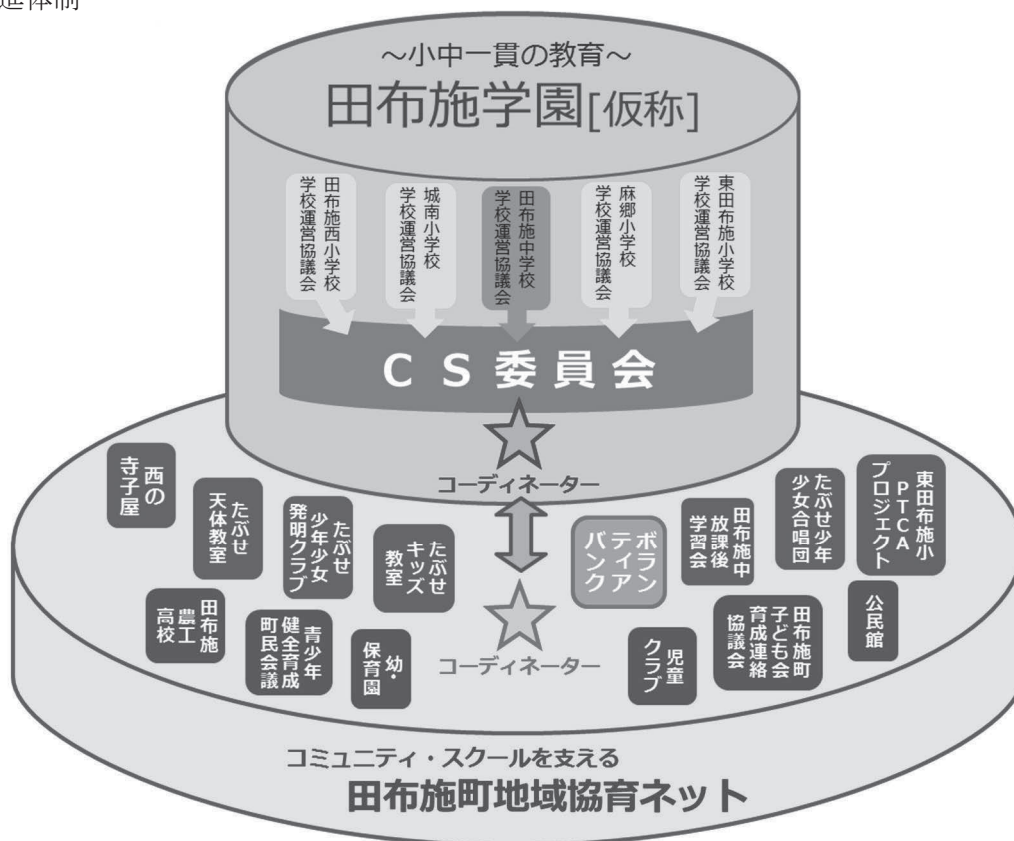 進体制
～小中一貫の教育～
田布施学園[仮称]
田布施西小学校
学校運営協議会
城南小学校
学校運営協議会
田布施中学校
学校運営協議会
麻郷小学校
学校運営協議会
東田布施小学校
学校運営協議会
ＣＳ委員会
コーディネーター
西の
寺子屋
たぶせ
天体教室
たぶせ
少年少女
発明クラブ
たぶせ
キッズ
教室
ボラン
ティア
バンク
田布施中
放課後
学習会
たぶせ少年
少女合唱団
東田布施小
ＰＴＣＡ
プロジェクト
田布施
農工
高校
青少年
健全育成
町民会議
幼・
保育園
コーディネーター
児童
クラブ
田布施町
子ども会
育成連絡
協議会
公民館
コミュニティ・スクールを支える
田布施町地域協育ネット